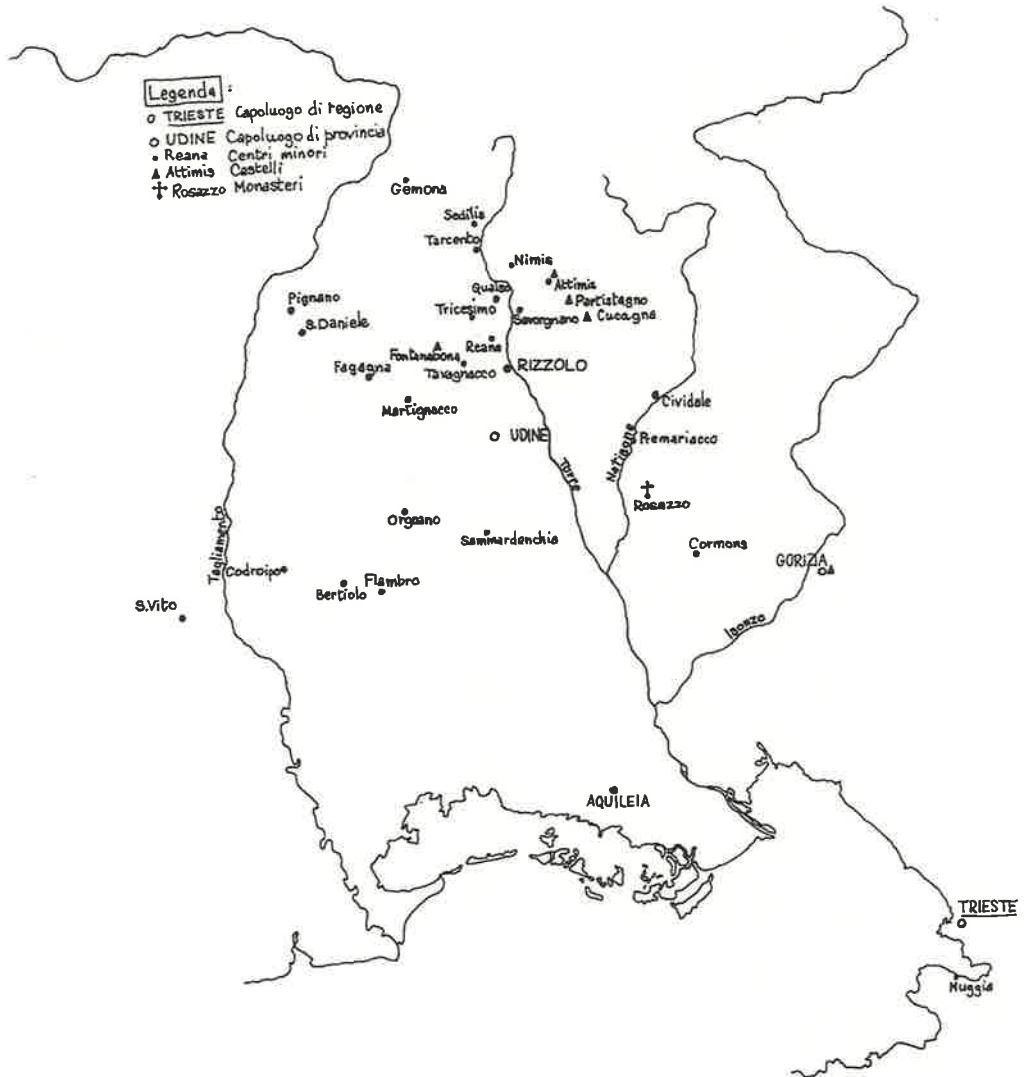 Legenda :
TRIESTE Capoluogo di regione
UDINE Capoluogo di provincia
Reana Centri minori
Attimis Castelli
Rosazzo Monasteri
Gemona
Sedilis
Tarcento
Nimis
Attimis
Qualso
Partistagno
Pignano
Tricesimo
Savorgnano
Cucagna
S.Daniele
Reana
Fontanabona
Fagagna
Tavagnacco
RIZZOLO
Martignacco
Cividale
UDINE
Premariacco
Torre
Natisone
Rosazzo
Orgnano
Tagliamento
Sammardenchia
Cormons
GORIZIA
Codroipo
Flambro
Bertiolo
S.Vito
Isonzo
AQUILEIA
TRIESTE
Muggia